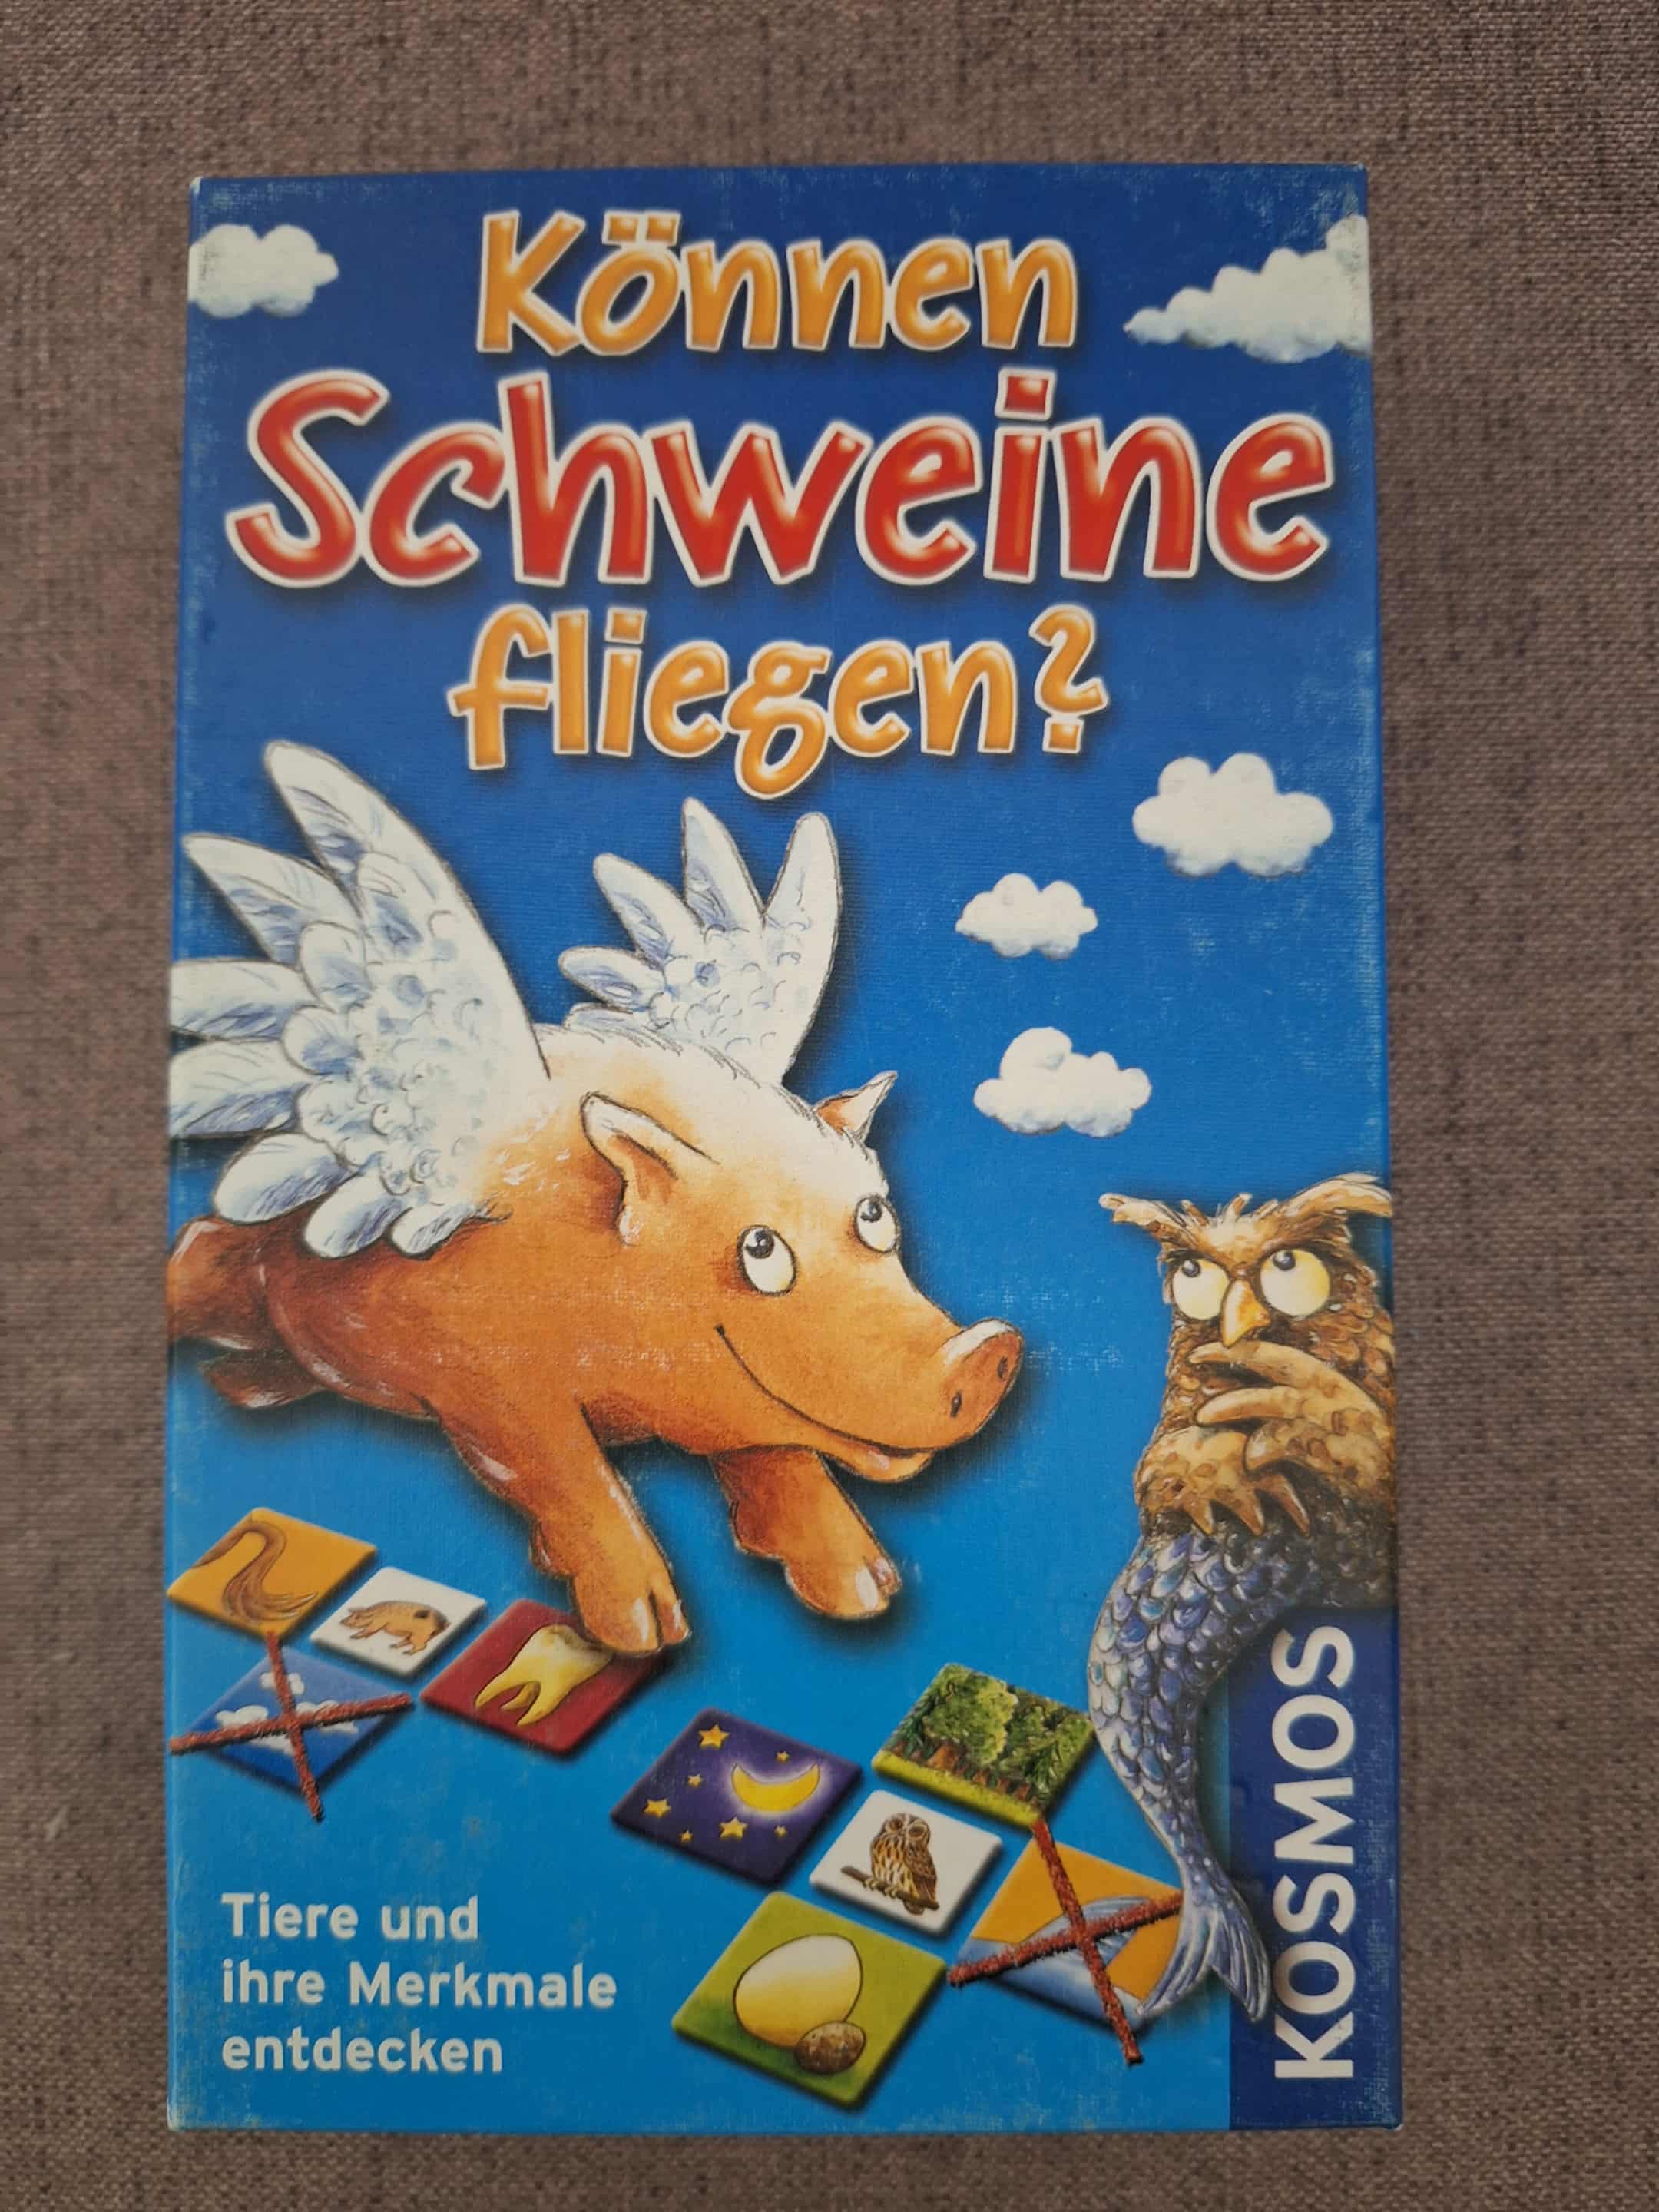 Können
Schweine
fliegen?
Tiere und
ihre Merkmale
entdecken
KOSMOS